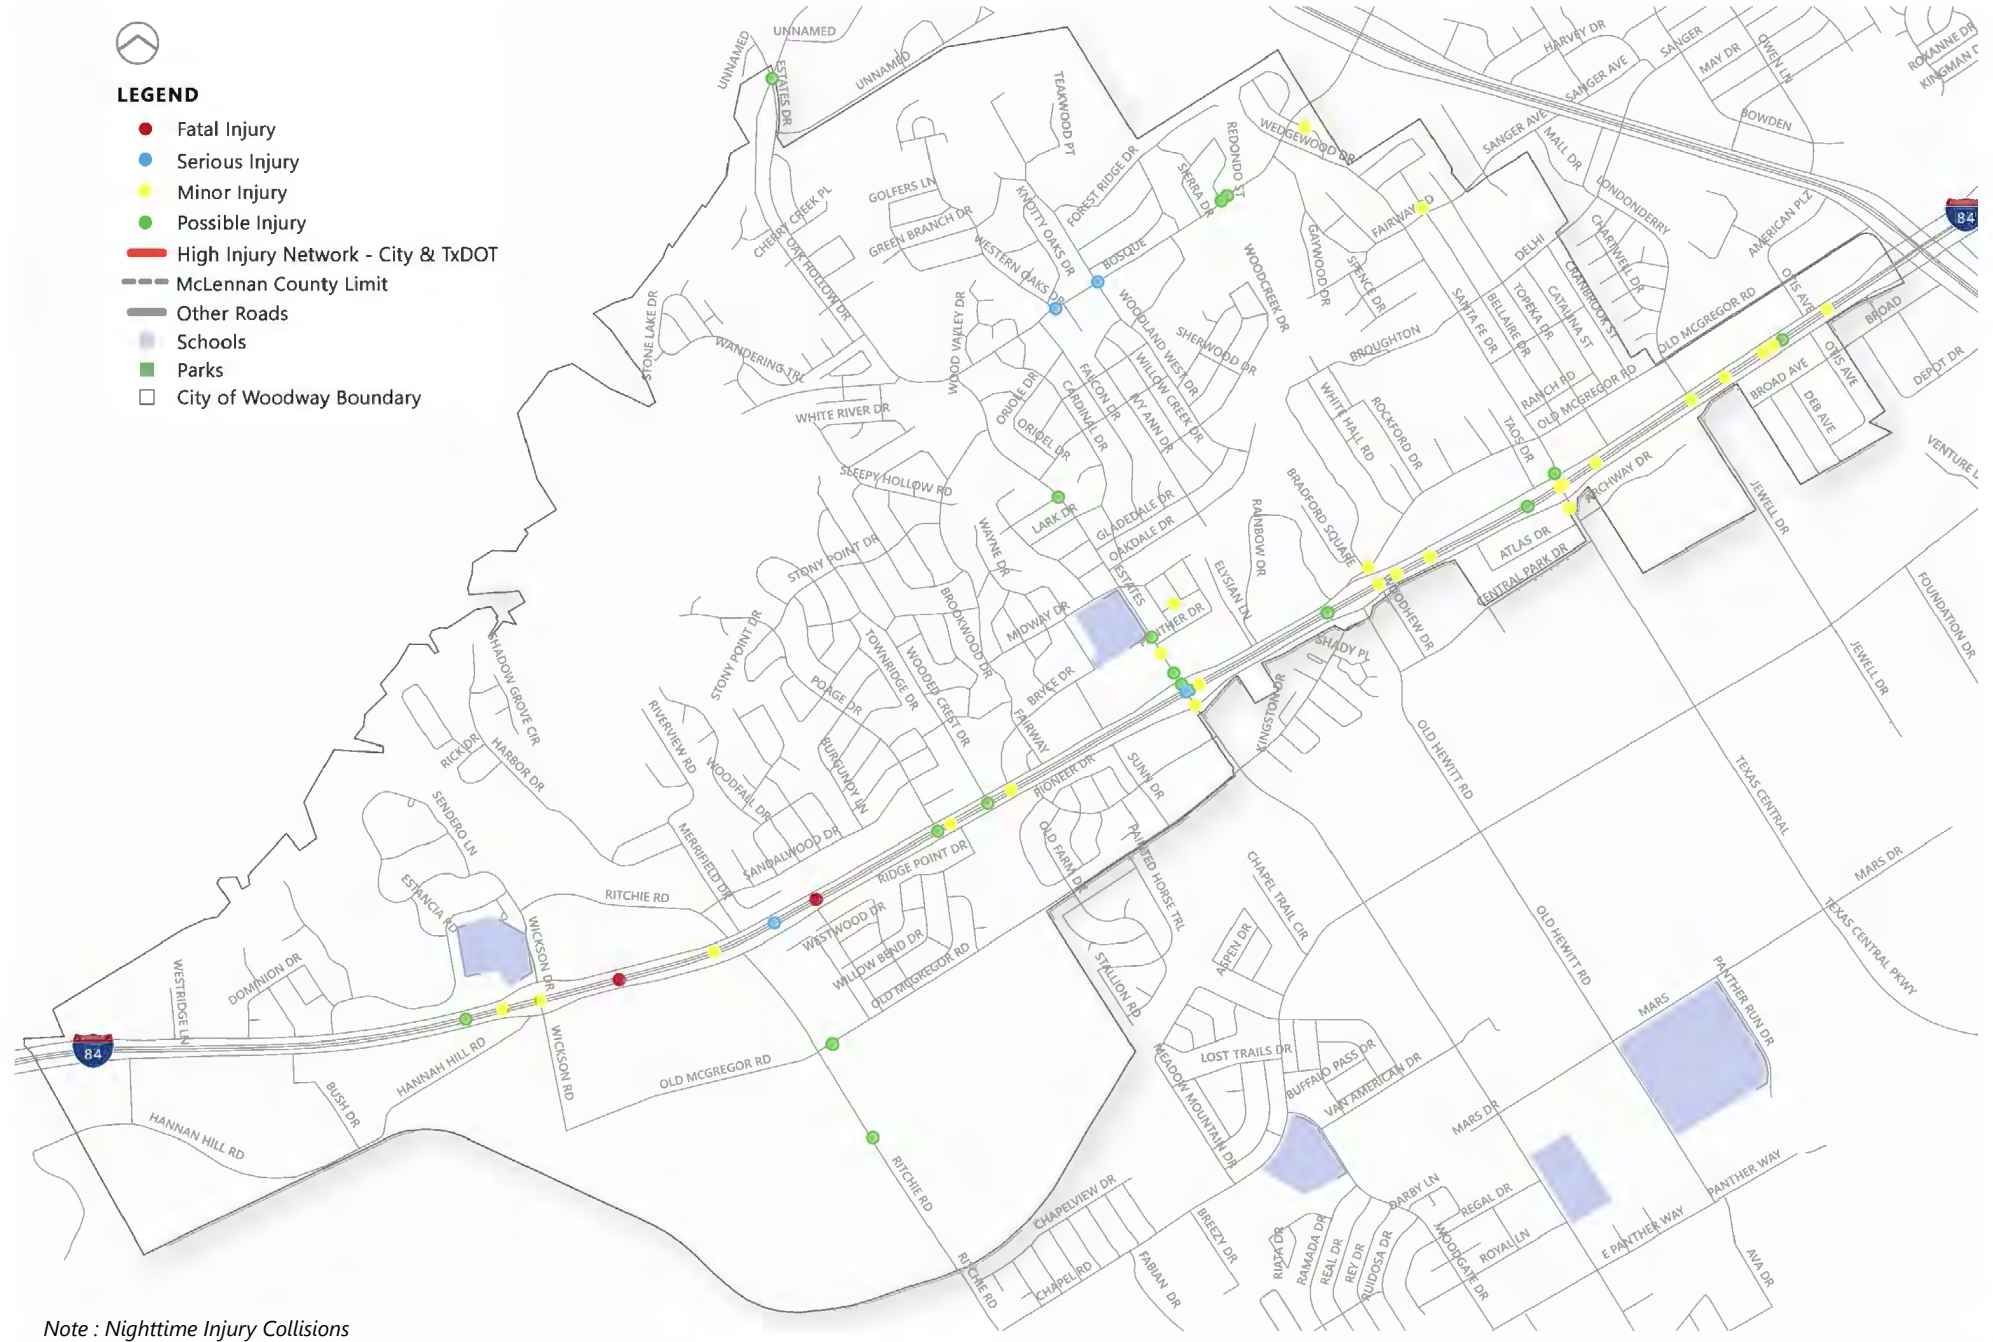 LEGEND
Fatal Injury
Serious Injury
Minor Injury
Possible Injury
High Injury Network - City & TxDOT
McLennan County Limit
Other Roads
Schools
Parks
City of Woodway Boundary
UNNAMED
UNNAMED
UNNAMED
ESTATES DR
TEAKWOOD PT
HARVEY DR
SANGER
MAY DR
OWEN LN
ROXANNE DR
SANGER AVE
BOWDEN
SANGER AVE
MALL DR
WEDGEWOOD DR
REDONDO ST
SIERRA DR
FOREST RIDGE DR
KNOTTY OAKS DR
GOLFERS LN
GREEN BRANCH DR
CHERRY CREEK PL
OAK HOLLOW DR
WESTERN OAKS DR
BOSQUE
LONDONDERRY
CHARTWELL DR
AMERICAN PLZ
84
FAIRWAY
GAYWOOD DR
SPENCE DR
DELHI
CRANBROOK ST
CATALINA ST
TOPEKA DR
BELLAIRE DR
SANTA FE DR
WOODCREEK DR
WOODLAND WEST DR
SHERWOOD DR
WILLOW CREEK DR
BROUGHTON
OLD MCGREGOR RD
OTIS AVE
BROAD
OTIS AVE
DEPOT DR
BROAD AVE
DEB AVE
STONE LAKE DR
WANDERING TRL
WOOD VALLEY DR
WHITE RIVER DR
ORIOLE DR
FALCON DR
CARDINAL DR
IVY ANN DR
WHITE HALL RD
ROCKFORD DR
RANCH RD
OLD MCGREGOR RD
TAOS DR
ARCHWAY DR
SLEEPY HOLLOW RD
LARK DR
GLADEDALE DR
OAKDALE DR
RAINBOW DR
BRADFORD SQUARE
ATLAS DR
CENTRAL PARK DR
JEWELL DR
FOUNDATION DR
STONY POINT DR
WAYNE DR
ESTATES
ELYSIAN LN
WOODHEW DR
MIDWAY DR
BROOKWOOD DR
SHADY PL
KINGSTON DR
JEWELL DR
SHADOW GROVE CIR
STONY POINT DR
TOWNRIDGE DR
WOODED CREST DR
POAGE DR
BRYCE DR
FAIRWAY
RIVERVIEW RD
RICK DR
HARBOR DR
WOODFALL DR
BURGUNDY LN
PIONEER DR
SUNN DR
OLD HEWITT RD
TEXAS CENTRAL
SENDERO LN
MERRIFIELD DR
SANDALWOOD DR
RIDGE POINT DR
OLD FARM DR
PAINTED HORSE TRL
CHAPEL TRAIL CIR
MARS DR
ESTANCIA RD
RITCHIE RD
WESTWOOD DR
WILLOW BEND DR
OLD MCGREGOR RD
ASPEN DR
OLD HEWITT RD
TEXAS CENTRAL PKWY
WICKSON DR
DOMINION DR
WESTRIDGE LN
STALLION RD
MARS
PANTHER RUN DR
84
HANNAH HILL RD
WICKSON RD
OLD MCGREGOR RD
LOST TRAILS DR
BUFFALO PASS DR
VAN AMERICAN DR
MEADOW MOUNTAIN DR
MARS DR
BUSH DR
HANNAN HILL RD
RITCHIE RD
CHAPELVIEW DR
DARBY LN
REGAL DR
PANTHER WAY
BREEZY DR
RIATA DR
RAMADA DR
REAL DR
REY DR
RUIDOSA DR
WOODGATE DR
ROYAL LN
E PANTHER WAY
AVA DR
RITCHIE RD
CHAPEL RD
FABIAN DR
Note : Nighttime Injury Collisions